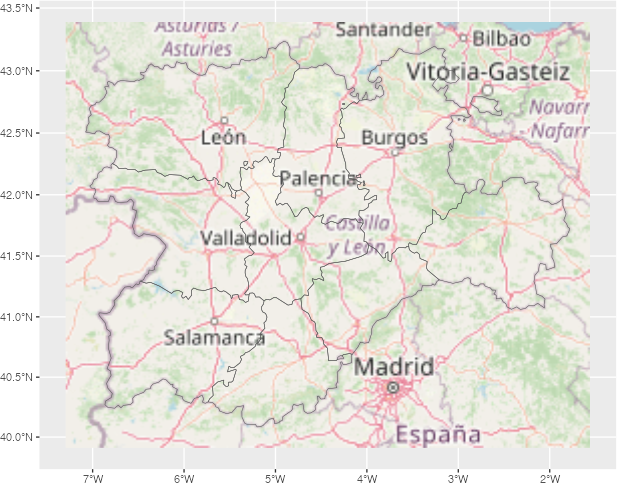 43.5°N
Asturias /
Asturies
Santander
Bilbao
43.0°N
Vitoria-Gasteiz
Navarr
- Nafarr
42.5°N
León
Burgos
Palencia
42.0°N
Castilla
y León
Valladolid
41.5°N
41.0°N
Salamanca
40.5°N
Madrid
40.0°N
España
7°W 6°W 5°W 4°W 3°W 2°W